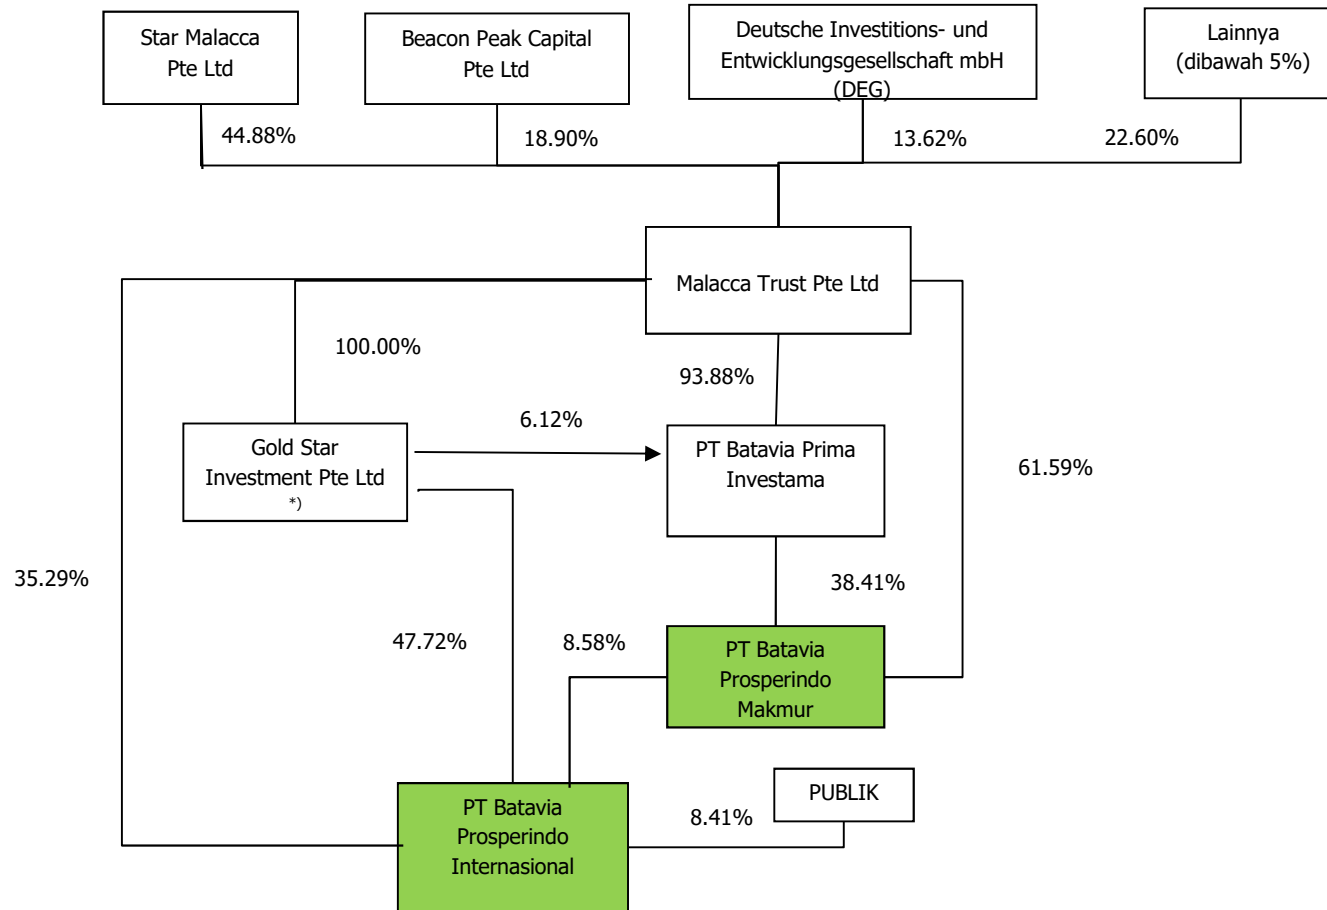 Star Malacca
Pte Ltd
Beacon Peak Capital
Pte Ltd
Deutsche Investitions- und
Entwicklungsgesellschaft mbH
(DEG)
Lainnya
(dibawah 5%)
44.88%
18.90%
13.62%
22.60%
Malacca Trust Pte Ltd
100.00%
93.88%
6.12%
Gold Star
Investment Pte Ltd
*)
PT Batavia Prima
Investama
61.59%
35.29%
38.41%
47.72%
8.58%
PT Batavia
Prosperindo
Makmur
PUBLIK
8.41%
PT Batavia
Prosperindo
Internasional